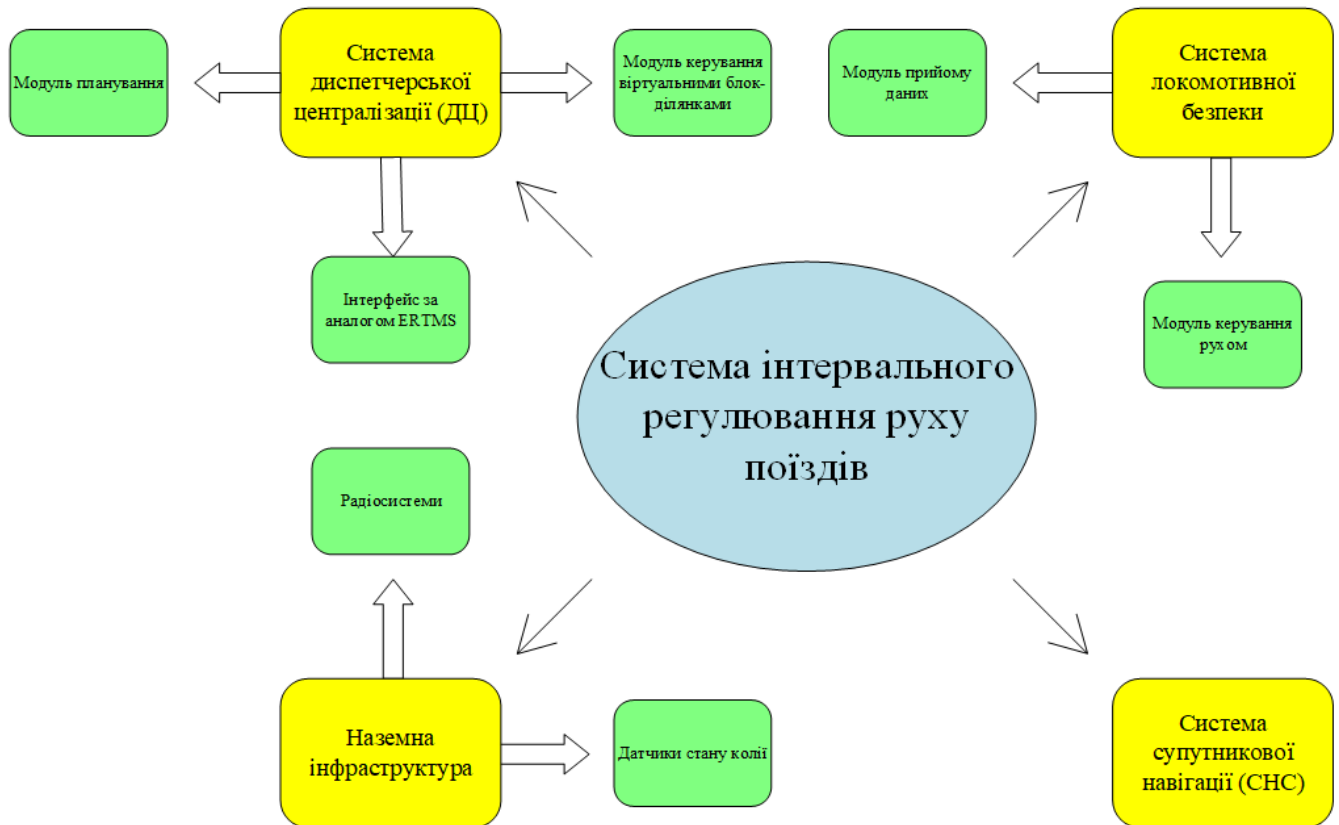 Модуль планування
Система
диспетчерської
централізації (ДЦ)
Модуль керування
віртуальними блок-
ділянками
Модуль прийому
даних
Система
локомотивної
безпеки
Інтерфейс за
аналогом ERTMS
Модуль керування
рухом
Система інтервального
регулювання руху
поїздів
Радіосистеми
Наземна
інфраструктура
Датчики стану колії
Система
супутникової
навігації (СНС)